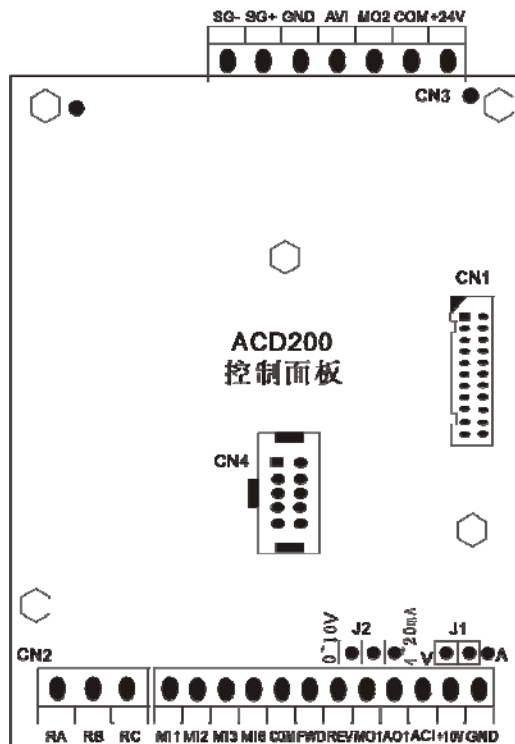 SG- SG+ GND AVI MO2 COM +24V
CN3
CN1
ACD200
控制面板
CN4
0~10V J2 4~20mA J1
V A
CN2
RA RB RC MI1 MI2 MI3 MI6 COM FWD REV MO1 AO1 ACI +10V GND